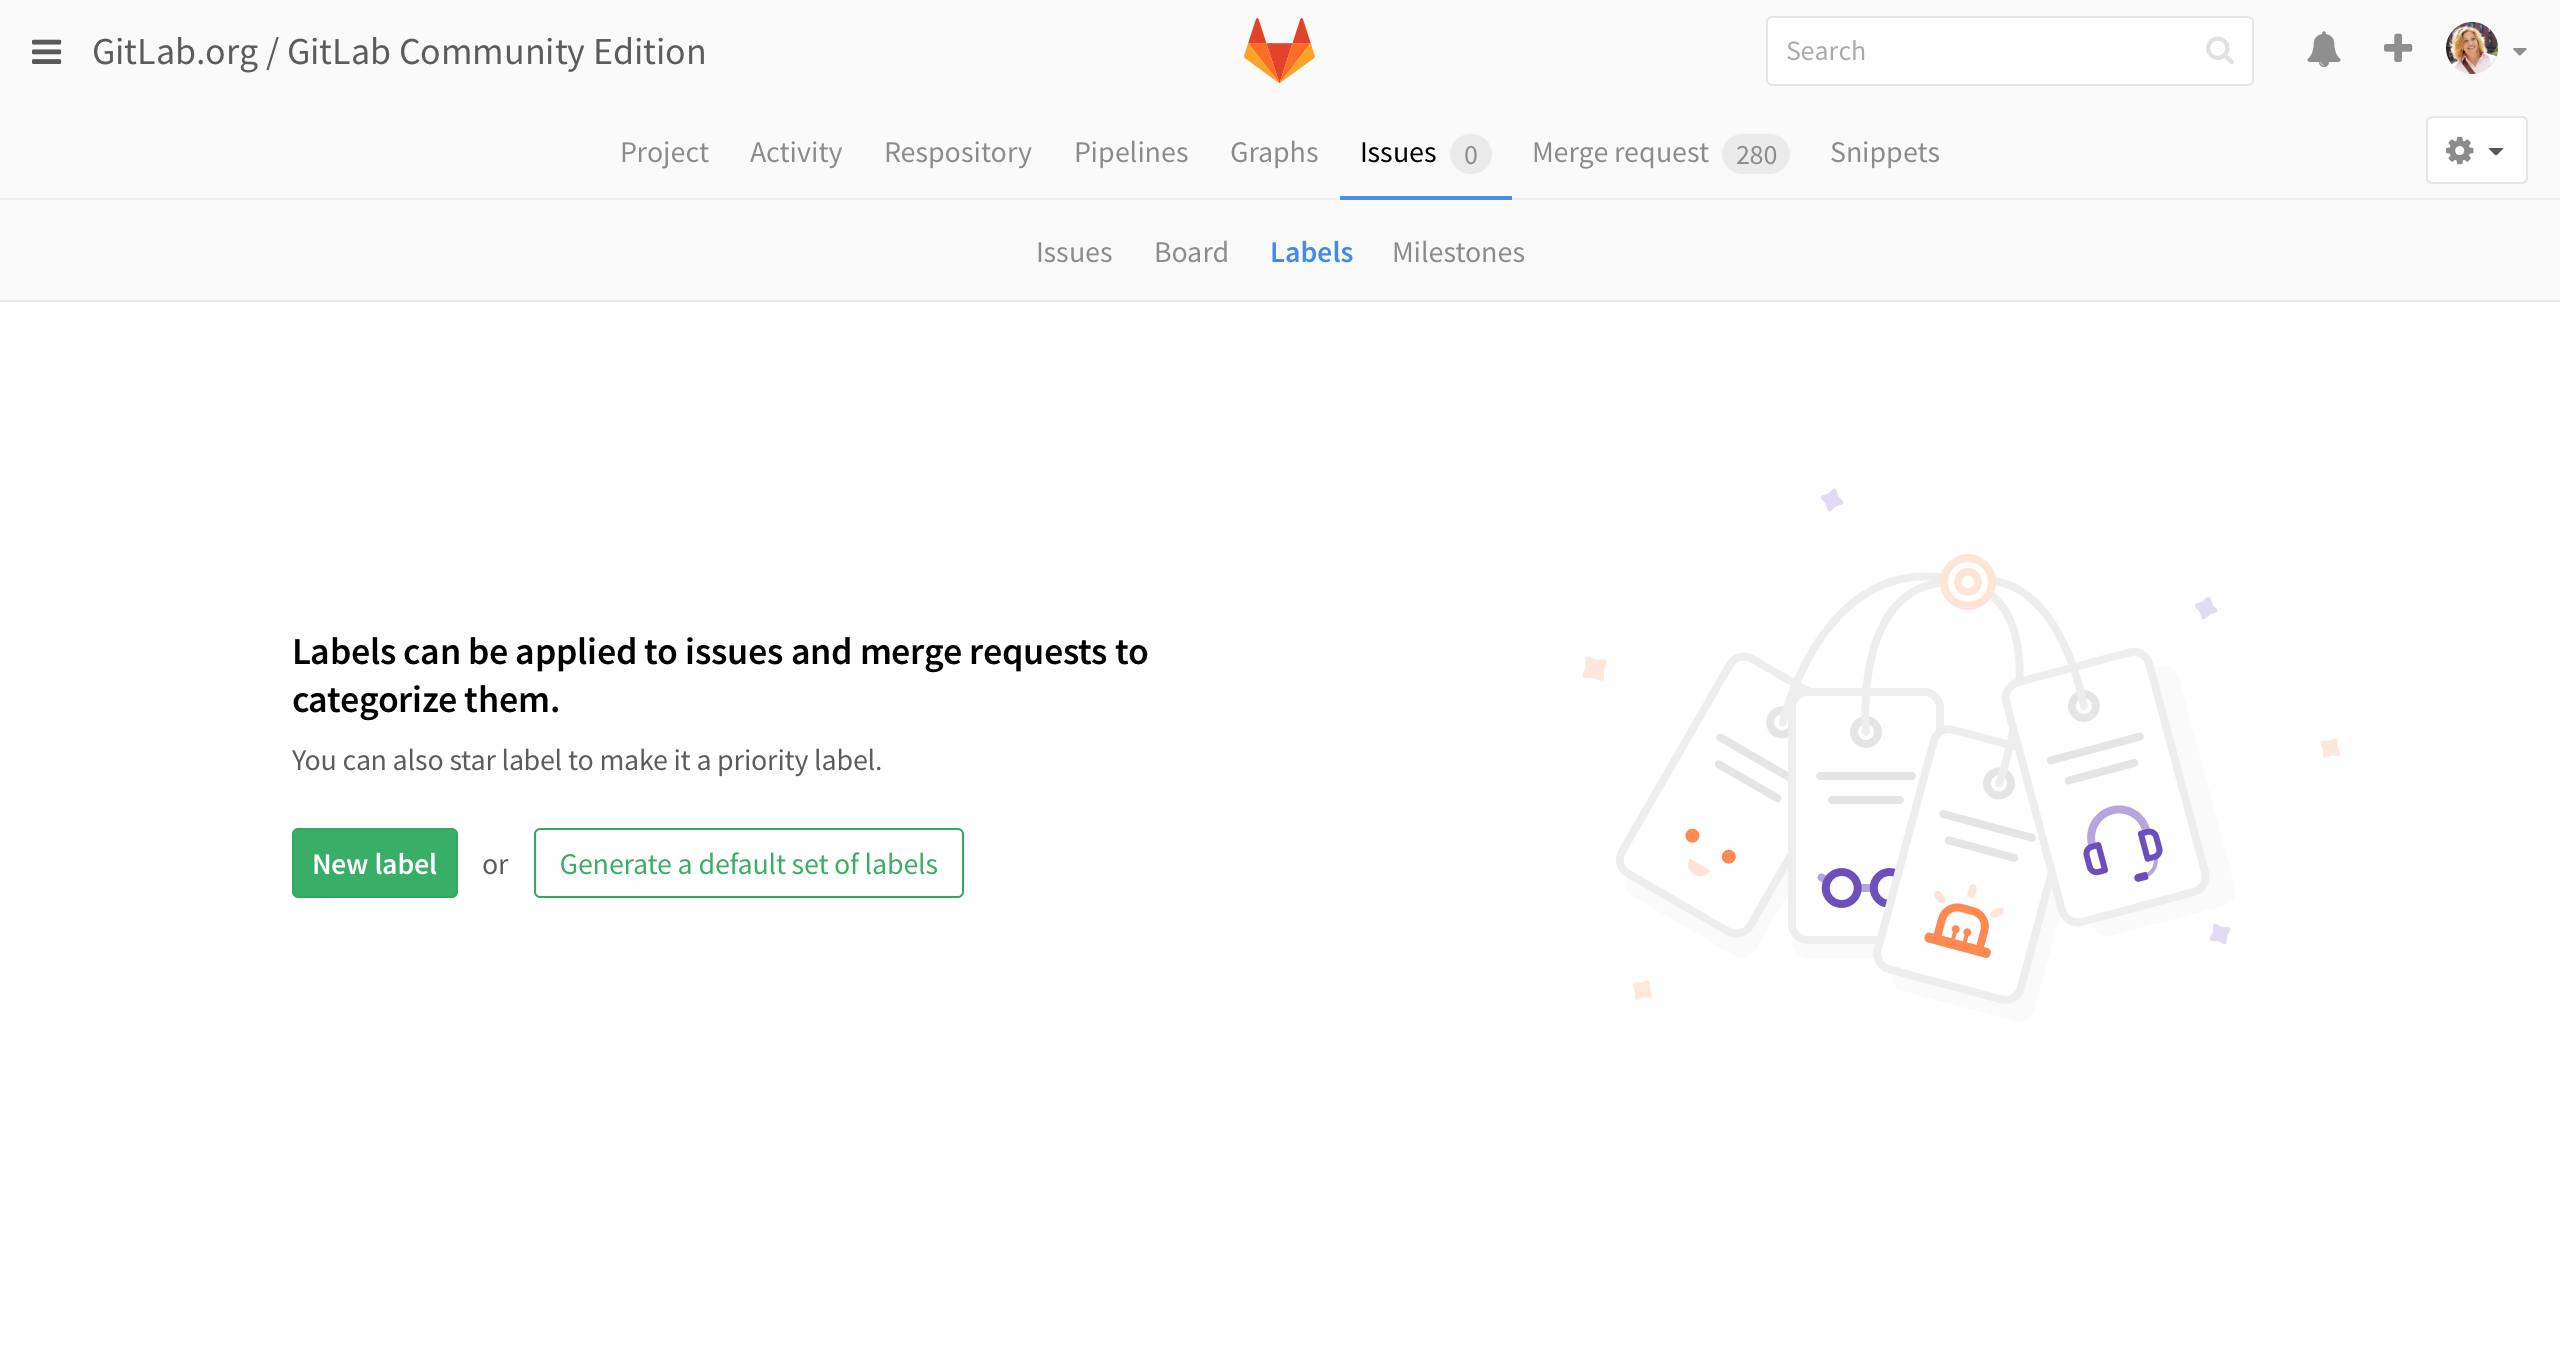 GitLab.org / GitLab Community Edition
Search
Project Activity Respository Pipelines Graphs Issues 0 Merge request 280 Snippets
Issues Board Labels Milestones
Labels can be applied to issues and merge requests to
categorize them.
You can also star label to make it a priority label.
New label or Generate a default set of labels